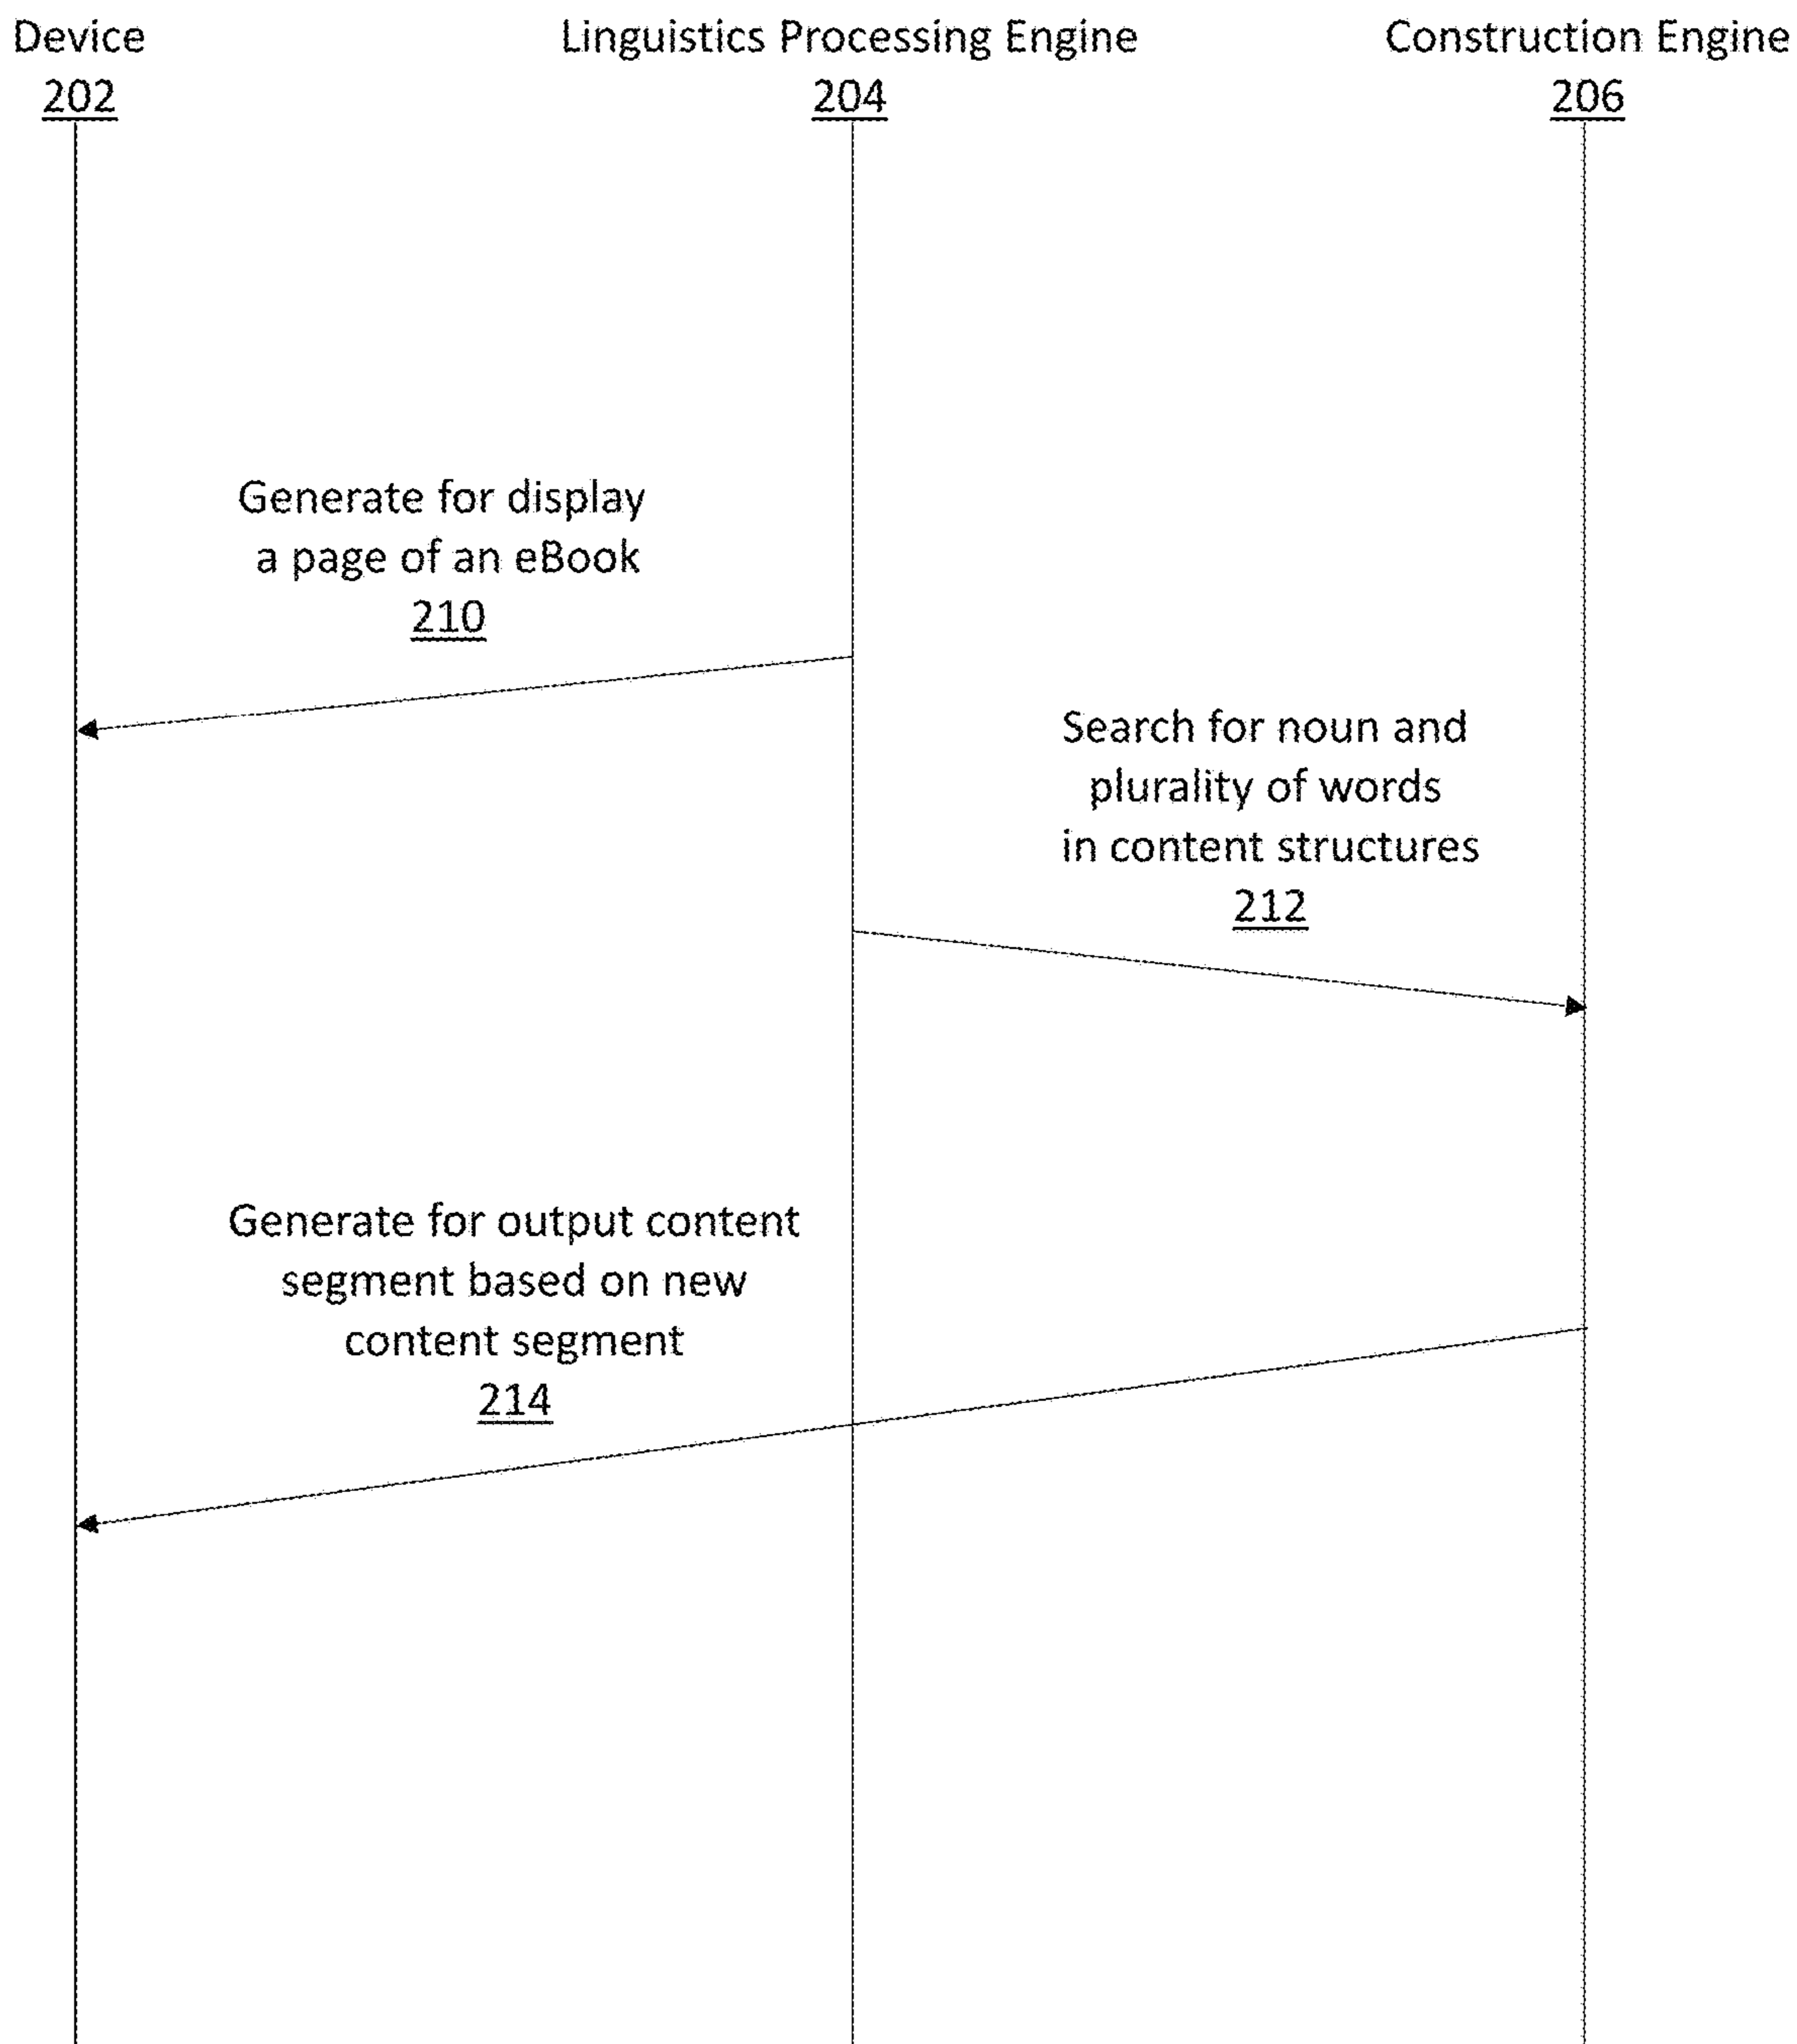 Device
202
Linguistics Processing Engine
204
Construction Engine
206
Generate for display
a page of an eBook
210
Search for noun and
plurality of words
in content structures
212
Generate for output content
segment based on new
content segment
214